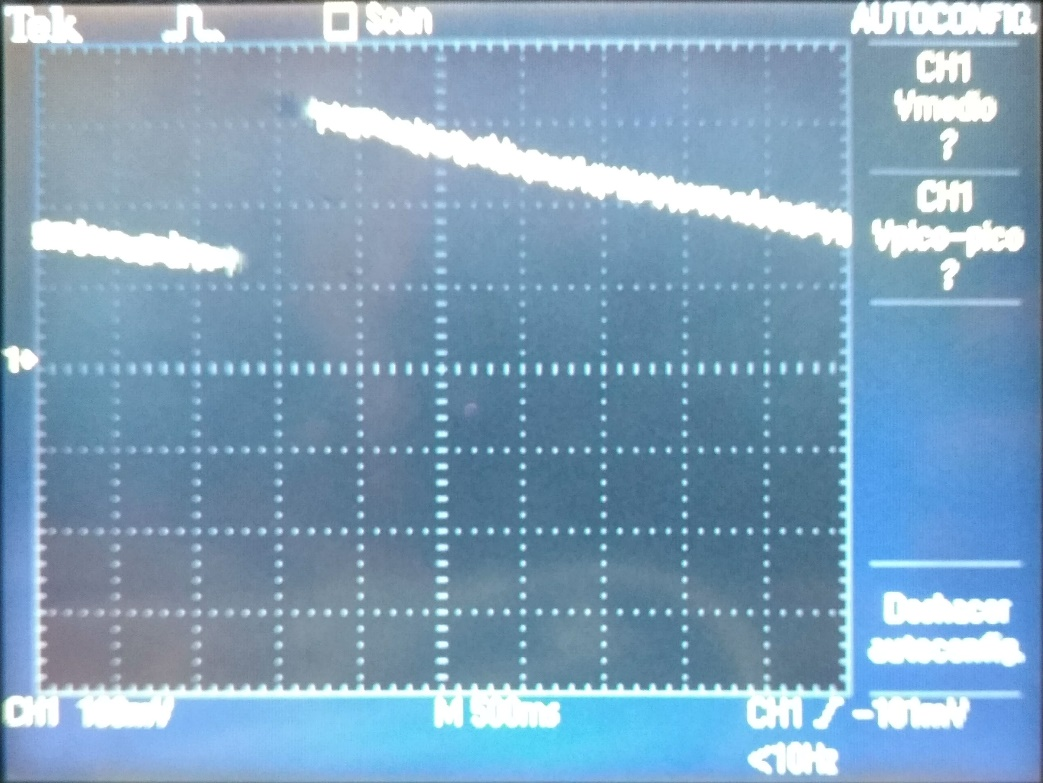 Tek
Scan
AUTOCONFIG.
CH1
Vmedio
?
CH1
Vpico-pico
?
1
Deshacer
autoconfig.
CH1 100mV
M 500ms
CH1
-101mV
<10Hz